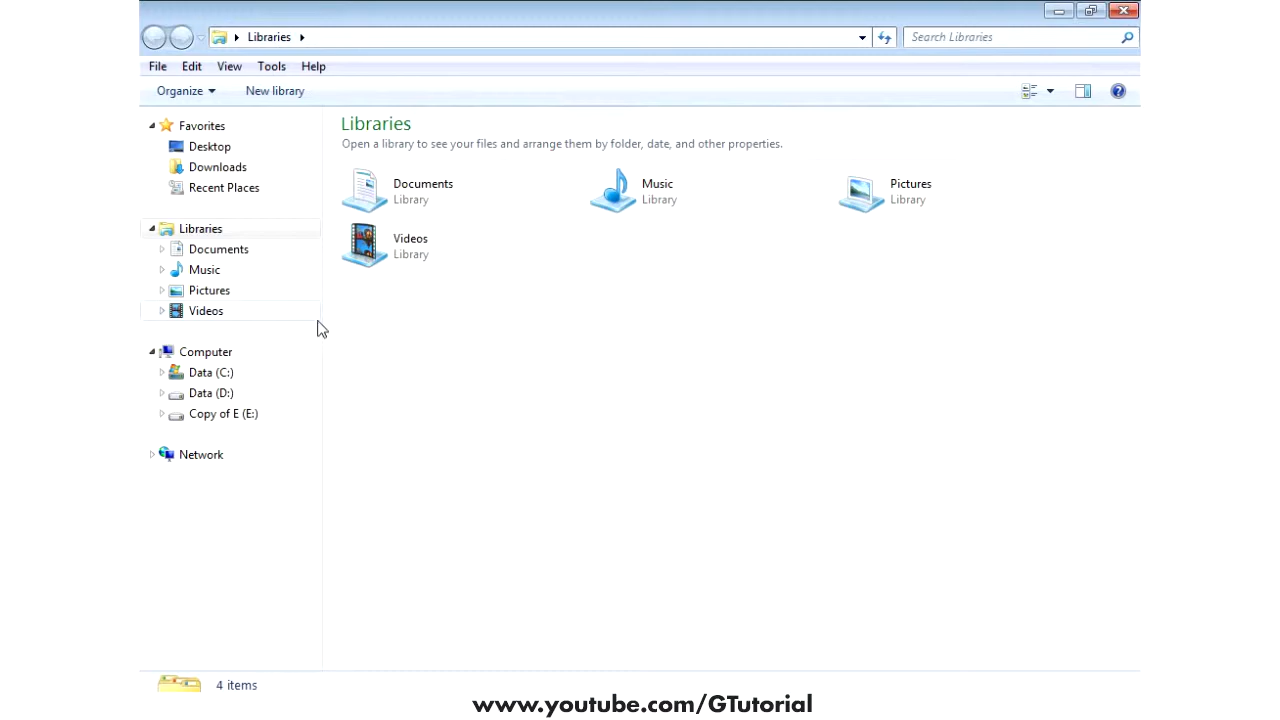 Libraries
Search Libraries
File Edit View Tools Help
Organize New library
Favorites
Desktop
Downloads
Recent Places
Libraries
Documents
Music
Pictures
Videos
Computer
Data (C:)
Data (D:)
Copy of E (E:)
Network
Libraries
Open a library to see your files and arrange them by folder, date, and other properties.
Documents
Library
Music
Library
Pictures
Library
Videos
Library
4 items
www.youtube.com/GTutorial